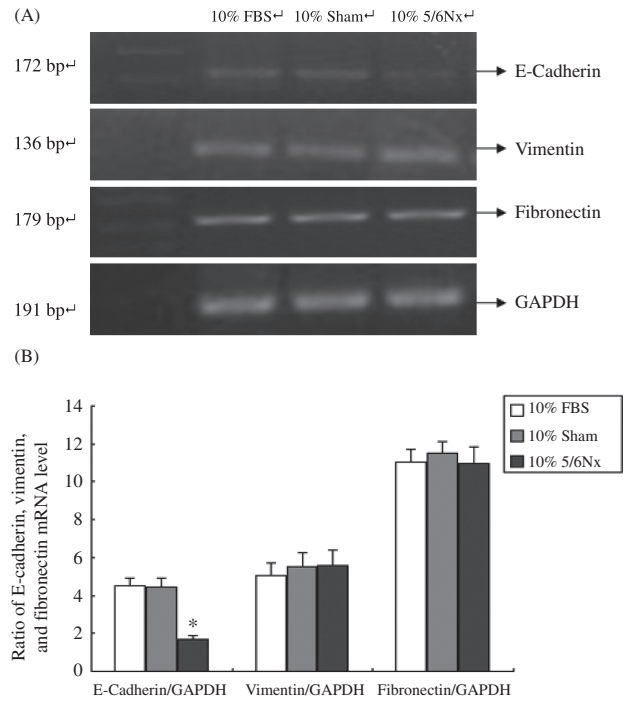 (A)
10% FBS↵ 10% Sham↵ 10% 5/6Nx↵
172 bp↵
E-Cadherin
136 bp↵
Vimentin
179 bp↵
Fibronectin
191 bp↵
GAPDH
(B)
Ratio of E-cadherin, vimentin,
and fibronectin mRNA level
14
12
10
8
6
4
2
0
*
10% FBS
10% Sham
10% 5/6Nx
E-Cadherin/GAPDH Vimentin/GAPDH Fibronectin/GAPDH